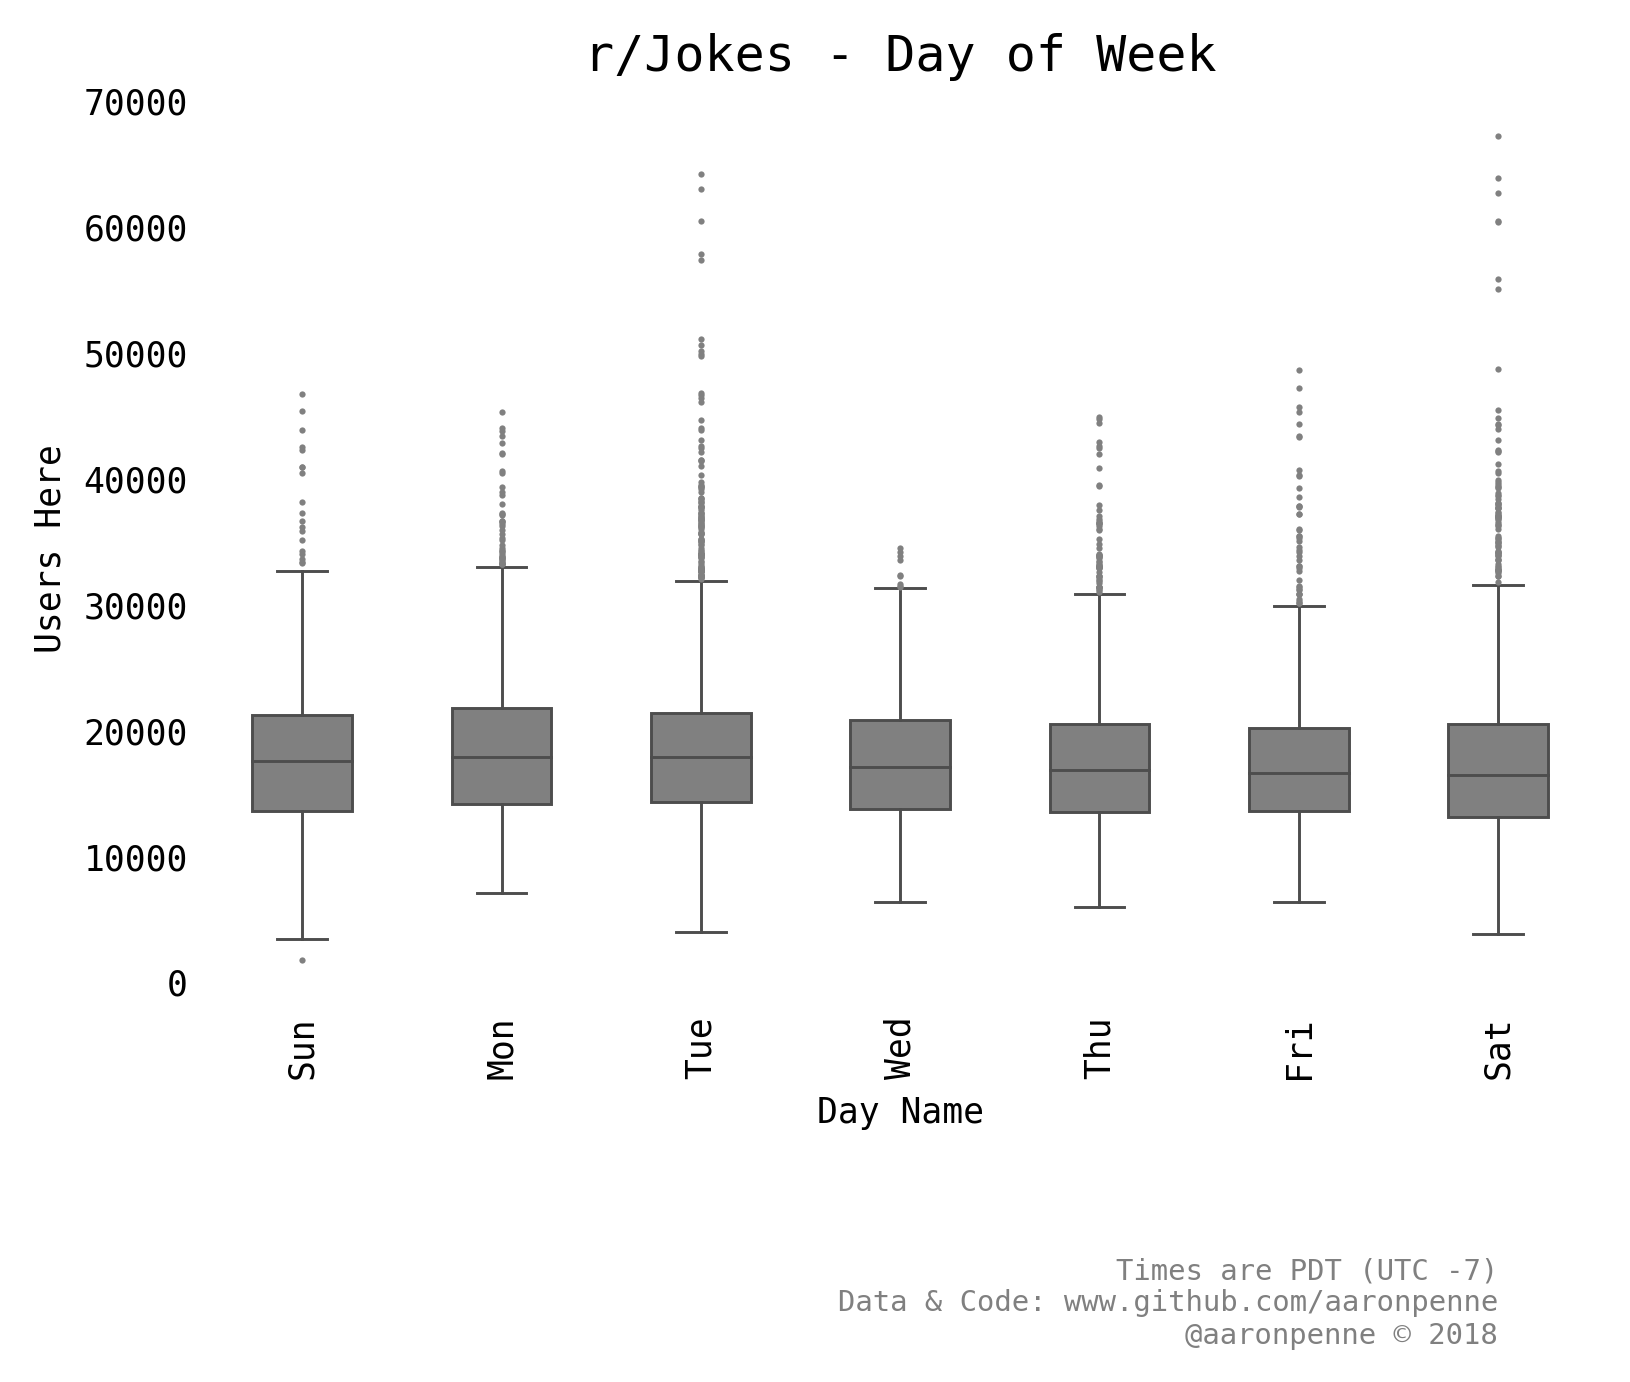 r/Jokes - Day of Week
70000
60000
50000
40000
30000
20000
10000
0
Users Here
Sun
Mon
Tue
Wed
Thu
Fri
Sat
Day Name
Times are PDT (UTC -7)
Data & Code: www.github.com/aaronpenne
@aaronpenne © 2018